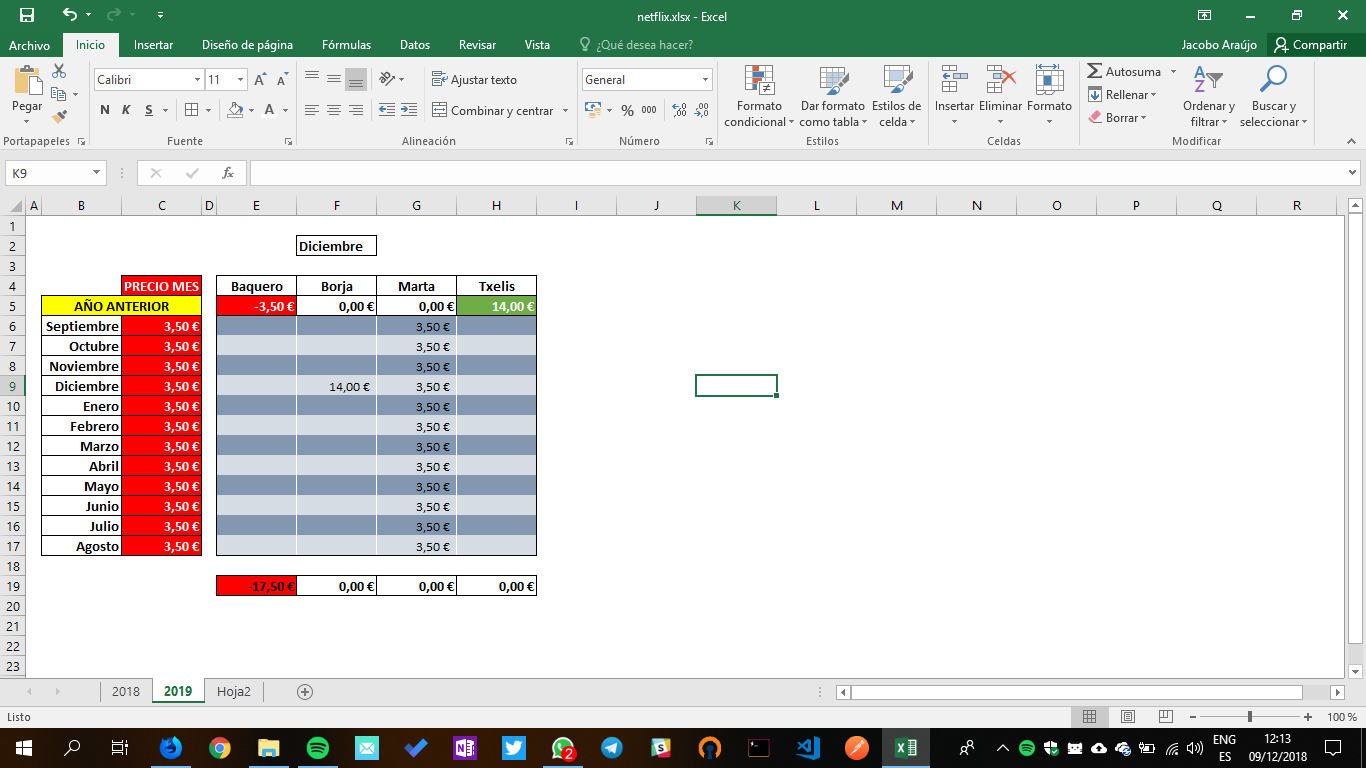 netflix.xlsx - Excel
Archivo Inicio Insertar Diseño de página Fórmulas Datos Revisar Vista ¿Qué desea hacer? Jacobo Araújo Compartir
Pegar Calibri 11 Ajustar texto General Formato condicional Dar formato como tabla Estilos de celda Insertar Eliminar Formato Autosuma Rellenar Borrar Ordenar y filtrar Buscar y seleccionar
N K S A Combinar y centrar % 000
Portapapeles Fuente Alineación Número Estilos Celdas Modificar
K9 fx
A B C D E F G H I J K L M N O P Q R
1
2 Diciembre
3
4 PRECIO MES Baquero Borja Marta Txelis
5 AÑO ANTERIOR -3,50 € 0,00 € 0,00 € 14,00 €
6 Septiembre 3,50 € 3,50 €
7 Octubre 3,50 € 3,50 €
8 Noviembre 3,50 € 3,50 €
9 Diciembre 3,50 € 14,00 € 3,50 €
10 Enero 3,50 € 3,50 €
11 Febrero 3,50 € 3,50 €
12 Marzo 3,50 € 3,50 €
13 Abril 3,50 € 3,50 €
14 Mayo 3,50 € 3,50 €
15 Junio 3,50 € 3,50 €
16 Julio 3,50 € 3,50 €
17 Agosto 3,50 € 3,50 €
18
19 -17,50 € 0,00 € 0,00 € 0,00 €
20
21
22
23
2018 2019 Hoja2
Listo 100 %
ENG 12:13
ES 09/12/2018